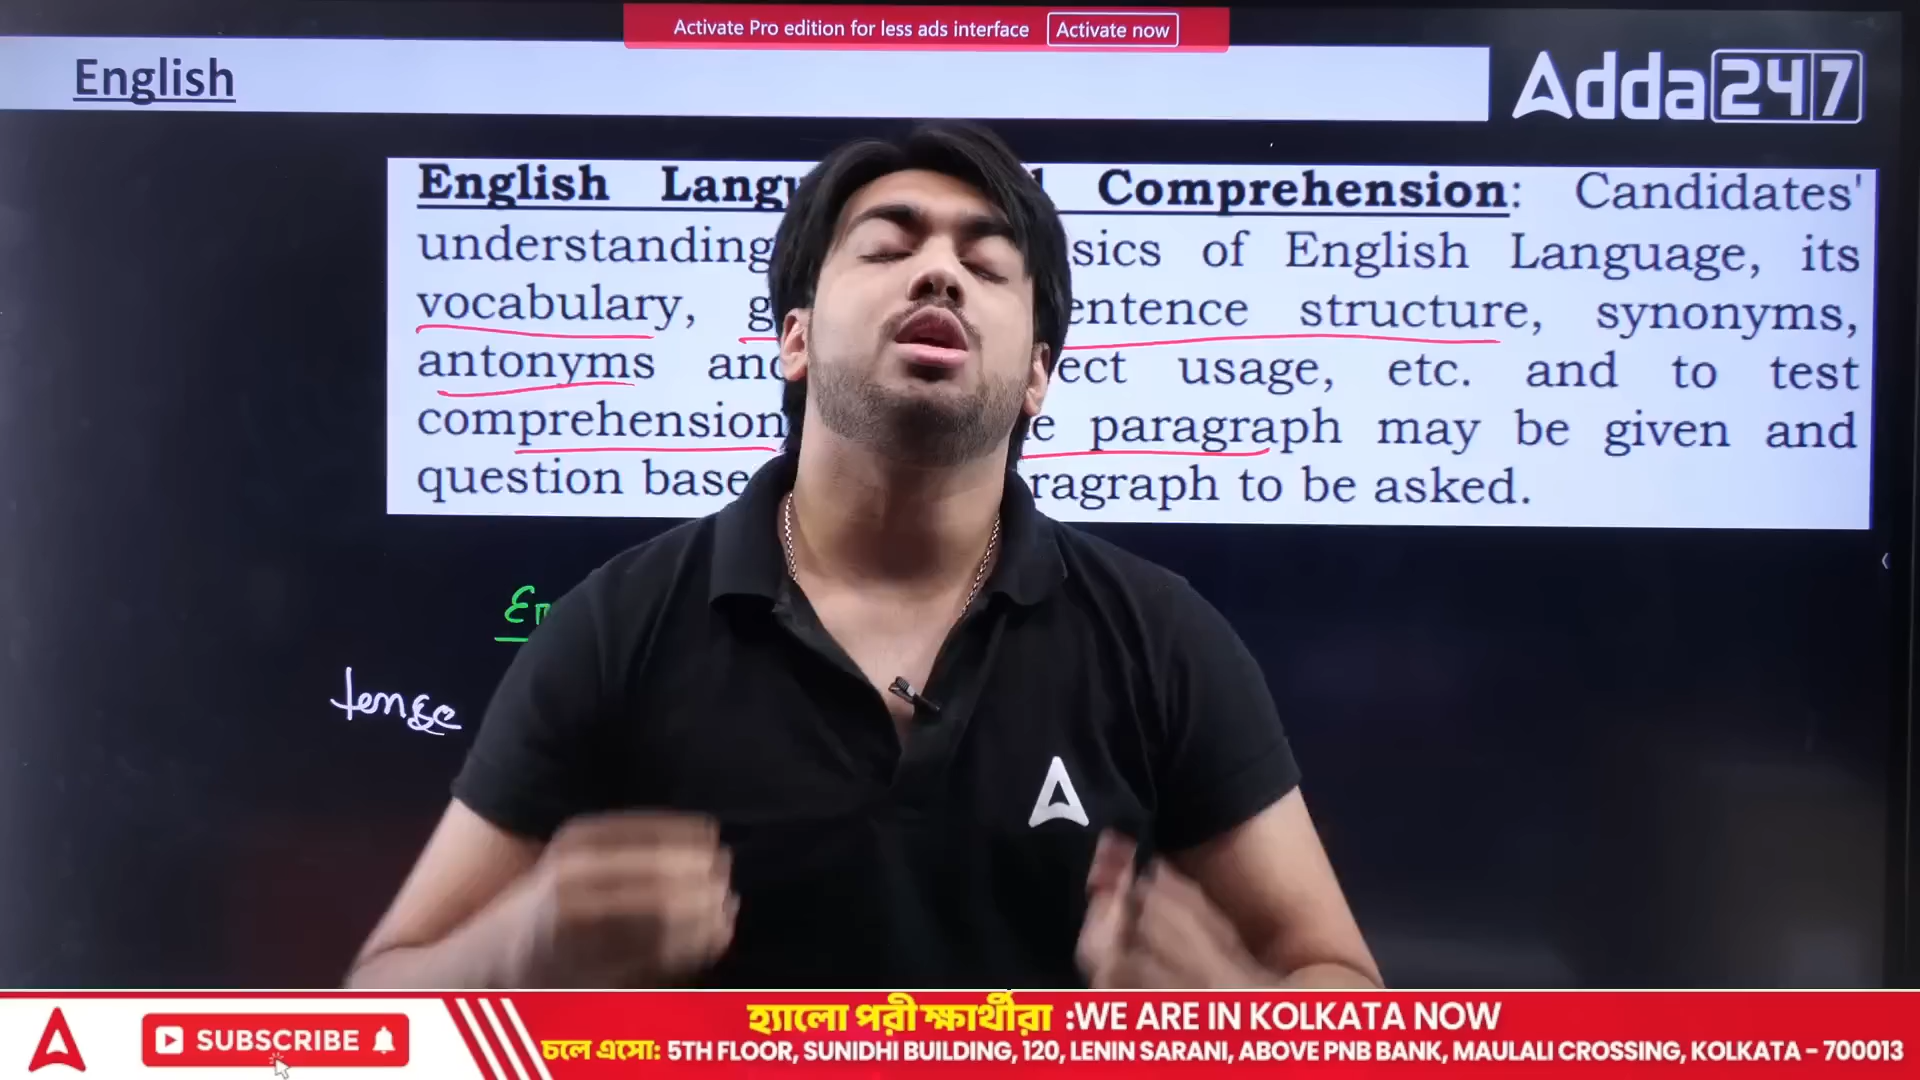 Activate Pro edition for less ads interface Activate now
English
Adda247
English Langu Comprehension: Candidates'
understanding sics of English Language, its
vocabulary, g entence structure, synonyms,
antonyms and ect usage, etc. and to test
comprehension, e paragraph may be given and
question base ragraph to be asked.
En
tense
SUBSCRIBE
হ্যালো পরীক্ষার্থীরা :WE ARE IN KOLKATA NOW
চলে এসো: 5TH FLOOR, SUNIDHI BUILDING, 120, LENIN SARANI, ABOVE PNB BANK, MAULALI CROSSING, KOLKATA - 700013